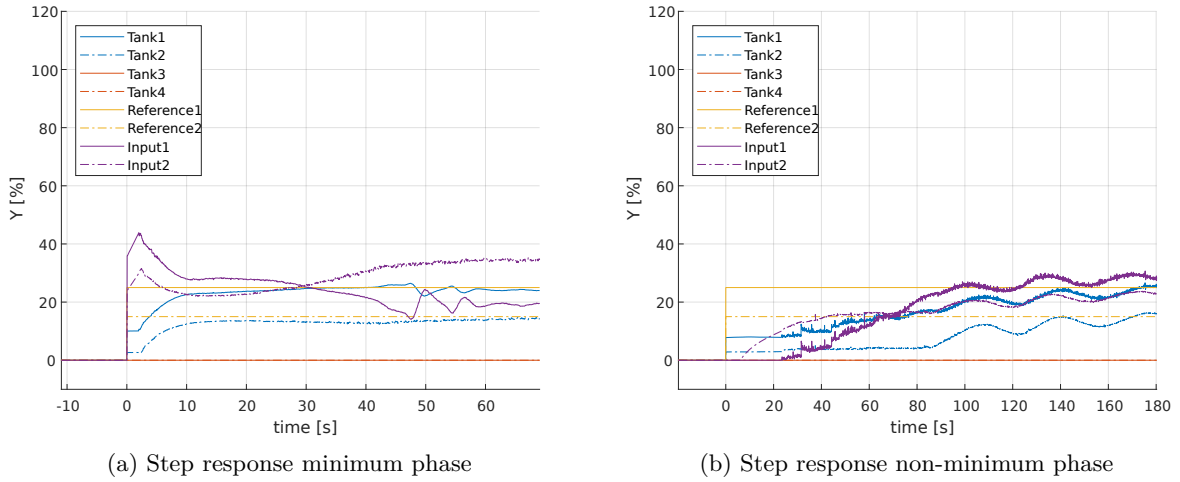 120
100
80
60
40
20
0
Y [%]
-10 0 10 20 30 40 50 60
time [s]
Tank1
Tank2
Tank3
Tank4
Reference1
Reference2
Input1
Input2
(a) Step response minimum phase
120
100
80
60
40
20
0
Y [%]
0 20 40 60 80 100 120 140 160 180
time [s]
Tank1
Tank2
Tank3
Tank4
Reference1
Reference2
Input1
Input2
(b) Step response non-minimum phase